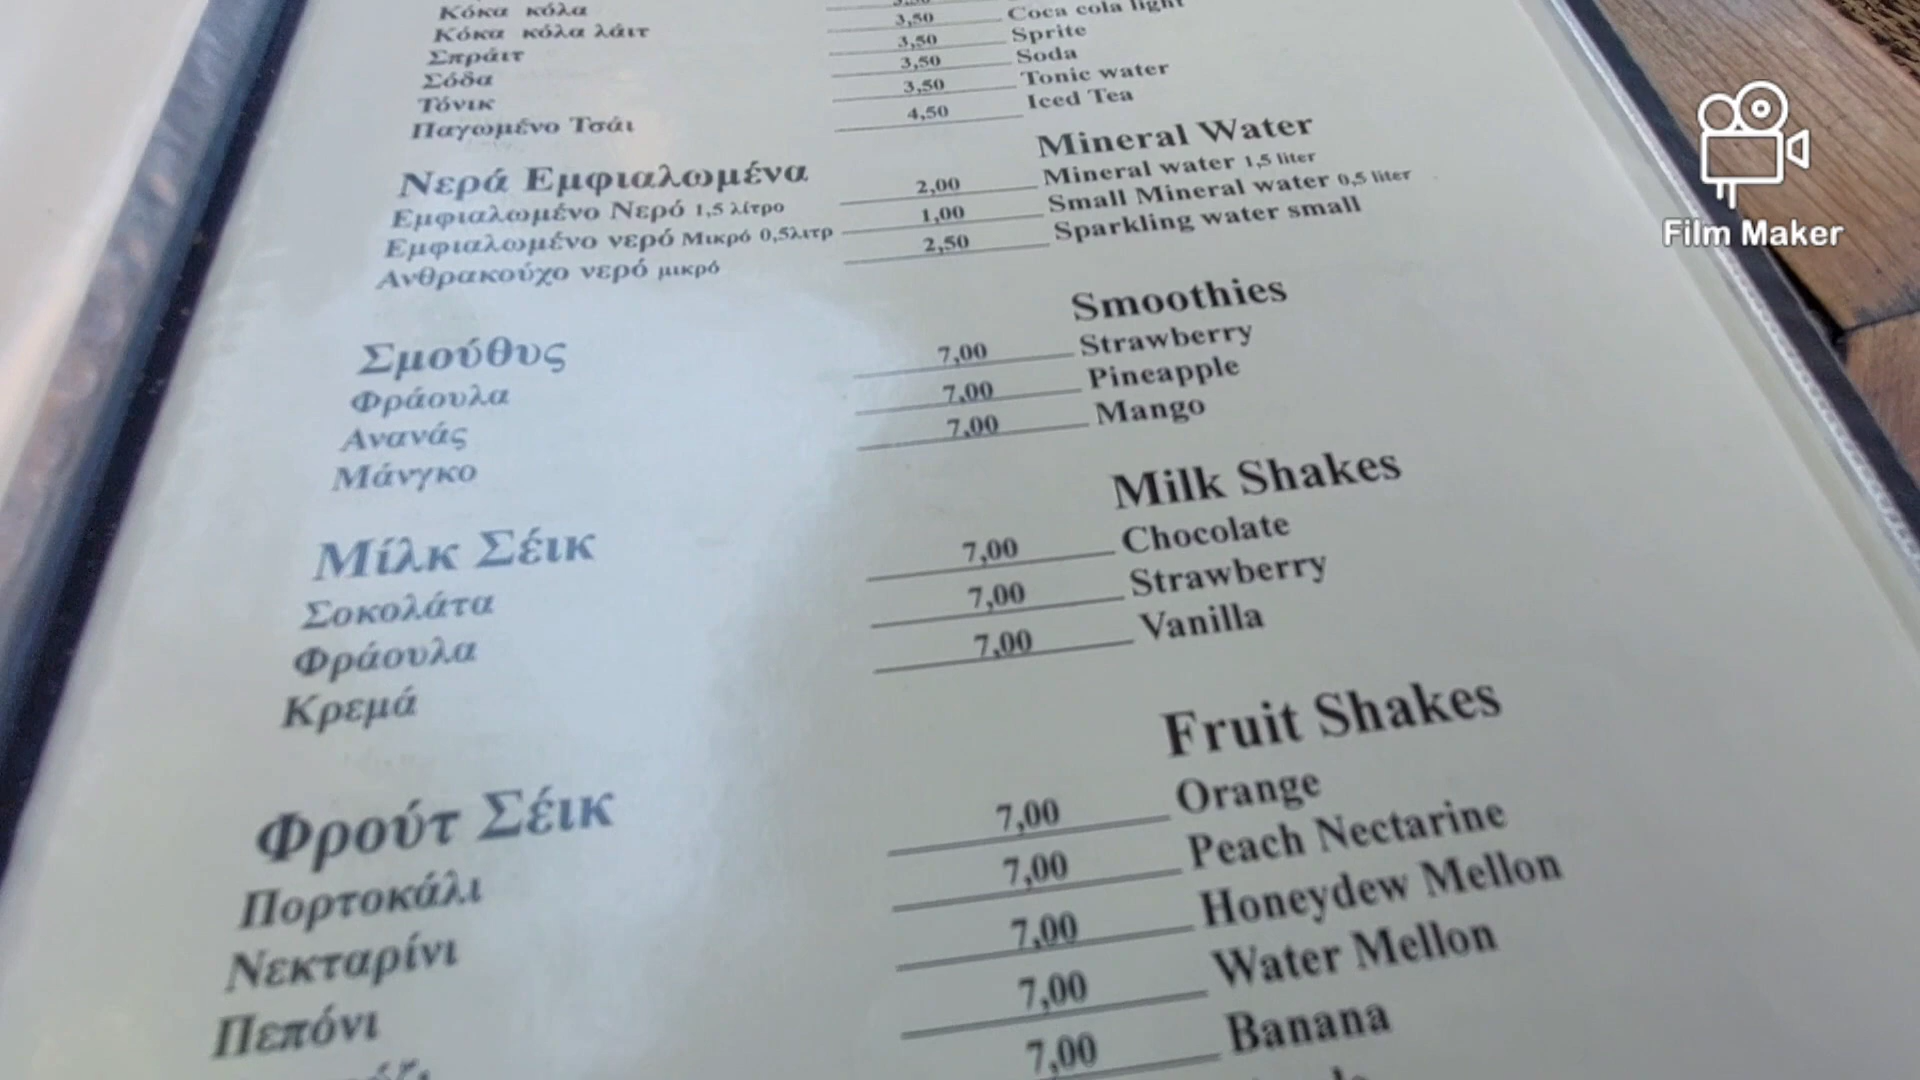 Κόκα κόλα
Κόκα κόλα λάιτ 3,50 Coca cola light
Σπράιτ 3,50 Sprite
Σόδα 3,50 Soda
Τόνικ 3,50 Tonic water
Παγωμένο Τσάι 4,50 Iced Tea
Νερά Εμφιαλωμένα Mineral Water
Εμφιαλωμένο Νερό 1,5 λίτρο 2,00 Mineral water 1,5 liter
Εμφιαλωμένο νερό Μικρό 0,5λιτρ 1,00 Small Mineral water 0,5 liter
Ανθρακούχο νερό μικρό 2,50 Sparkling water small
Σμούθυς Smoothies
Φράουλα 7,00 Strawberry
Ανανάς 7,00 Pineapple
Μάνγκο 7,00 Mango
Μίλκ Σέικ Milk Shakes
Σοκολάτα 7,00 Chocolate
Φράουλα 7,00 Strawberry
Κρεμά 7,00 Vanilla
Φρούτ Σέικ Fruit Shakes
Πορτοκάλι 7,00 Orange
Νεκταρίνι 7,00 Peach Nectarine
Πεπόνι 7,00 Honeydew Mellon
7,00 Water Mellon
7,00 Banana
Film Maker